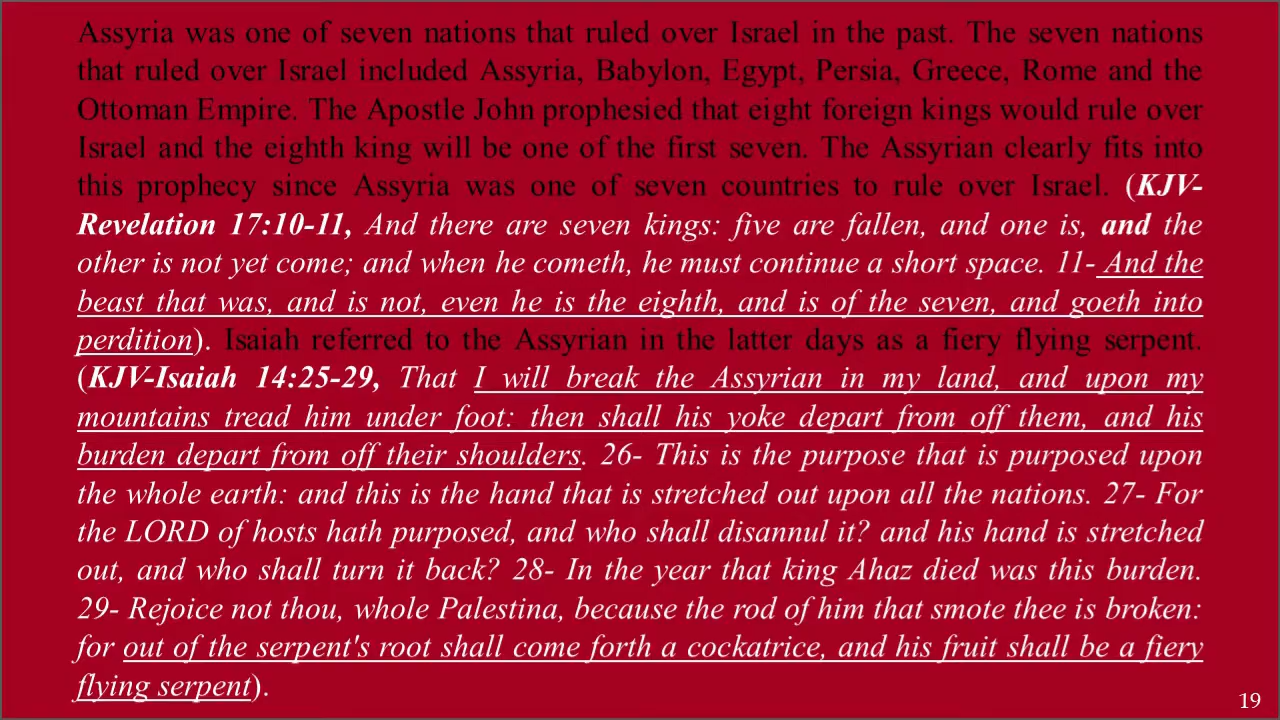 Assyria was one of seven nations that ruled over Israel in the past. The seven nations
that ruled over Israel included Assyria, Babylon, Egypt, Persia, Greece, Rome and the
Ottoman Empire. The Apostle John prophesied that eight foreign kings would rule over
Israel and the eighth king will be one of the first seven. The Assyrian clearly fits into
this prophecy since Assyria was one of seven countries to rule over Israel. (KJV-
Revelation 17:10-11, And there are seven kings: five are fallen, and one is, and the
other is not yet come; and when he cometh, he must continue a short space. 11- And the
beast that was, and is not, even he is the eighth, and is of the seven, and goeth into
perdition). Isaiah referred to the Assyrian in the latter days as a fiery flying serpent.
(KJV-Isaiah 14:25-29, That I will break the Assyrian in my land, and upon my
mountains tread him under foot: then shall his yoke depart from off them, and his
burden depart from off their shoulders. 26- This is the purpose that is purposed upon
the whole earth: and this is the hand that is stretched out upon all the nations. 27- For
the LORD of hosts hath purposed, and who shall disannul it? and his hand is stretched
out, and who shall turn it back? 28- In the year that king Ahaz died was this burden.
29- Rejoice not thou, whole Palestina, because the rod of him that smote thee is broken:
for out of the serpent's root shall come forth a cockatrice, and his fruit shall be a fiery
flying serpent).
19